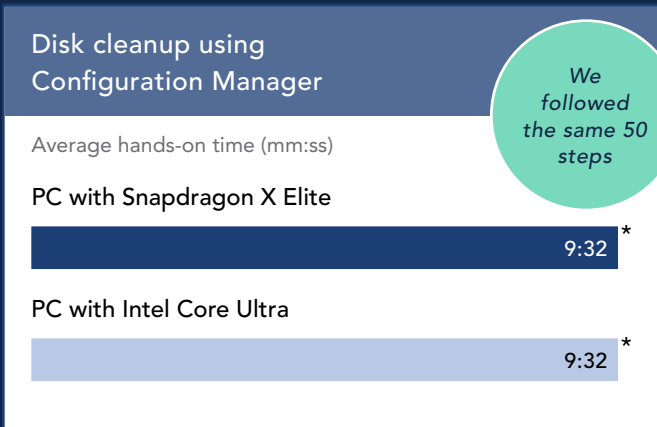 Disk cleanup using
Configuration Manager
We
followed
the same 50
steps
Average hands-on time (mm:ss)
PC with Snapdragon X Elite
9:32 *
PC with Intel Core Ultra
9:32 *